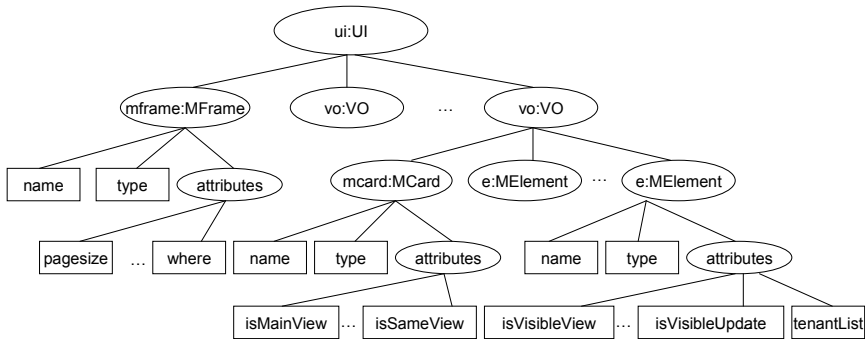 ui:UI
mframe:MFrame vo:VO ... vo:VO
name type attributes mcard:MCard e:MElement ... e:MElement
pagesize ... where name type attributes name type attributes
isMainView ... isSameView isVisibleView ... isVisibleUpdate tenantList